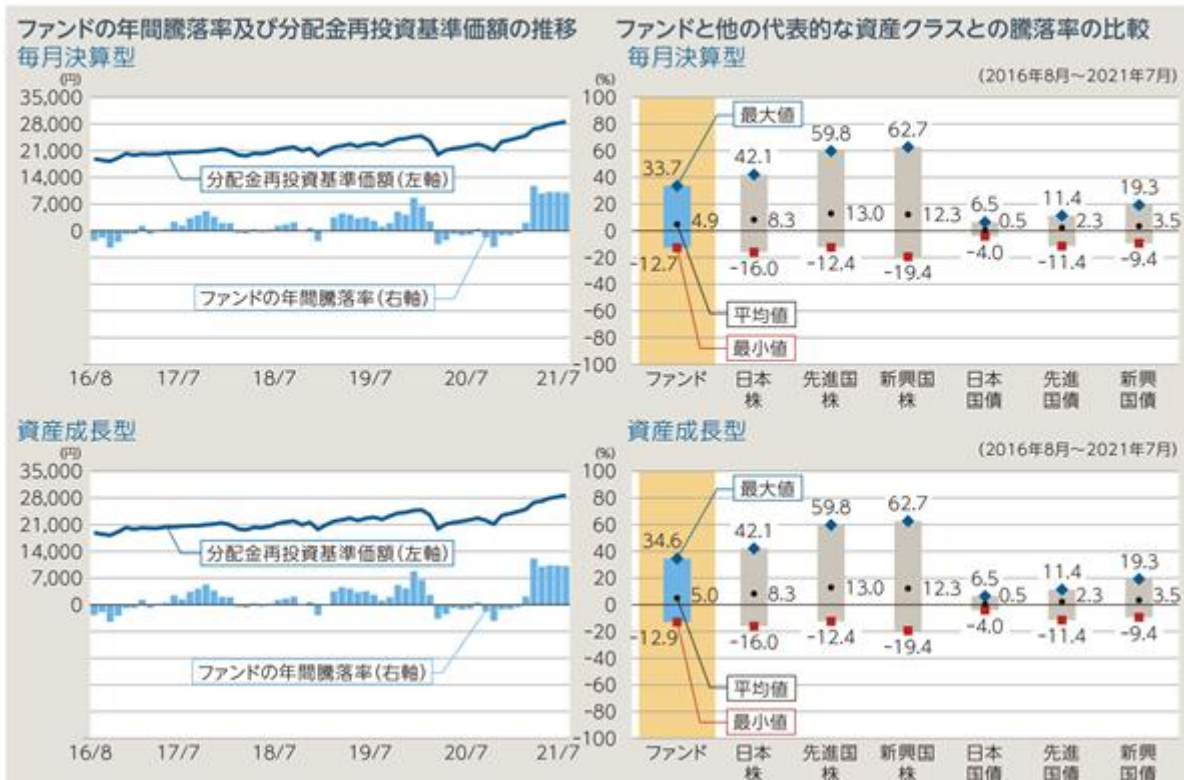 ファンドの年間騰落率及び分配金再投資基準価額の推移
毎月決算型
(円)
35,000
28,000
21,000
14,000
7,000
0
(%)
100
80
60
40
20
0
-20
-40
-60
-80
-100
分配金再投資基準価額(左軸)
ファンドの年間騰落率(右軸)
16/8 17/7 18/7 19/7 20/7 21/7
ファンドと他の代表的な資産クラスとの騰落率の比較
毎月決算型
(2016年8月〜2021年7月)
最大値
33.7 42.1 59.8 62.7 6.5 11.4 19.3
4.9 8.3 13.0 12.3 0.5 2.3 3.5
-12.7 -16.0 -12.4 -19.4 -4.0 -11.4 -9.4
平均値
最小値
ファンド 日本 先進国 新興国 日本 先進 新興
株 株 株 国債 国債 国債
資産成長型
(円)
35,000
28,000
21,000
14,000
7,000
0
(%)
100
80
60
40
20
0
-20
-40
-60
-80
-100
分配金再投資基準価額(左軸)
ファンドの年間騰落率(右軸)
16/8 17/7 18/7 19/7 20/7 21/7
資産成長型
(2016年8月〜2021年7月)
最大値
34.6 42.1 59.8 62.7 6.5 11.4 19.3
5.0 8.3 13.0 12.3 0.5 2.3 3.5
-12.9 -16.0 -12.4 -19.4 -4.0 -11.4 -9.4
平均値
最小値
ファンド 日本 先進国 新興国 日本 先進 新興
株 株 株 国債 国債 国債